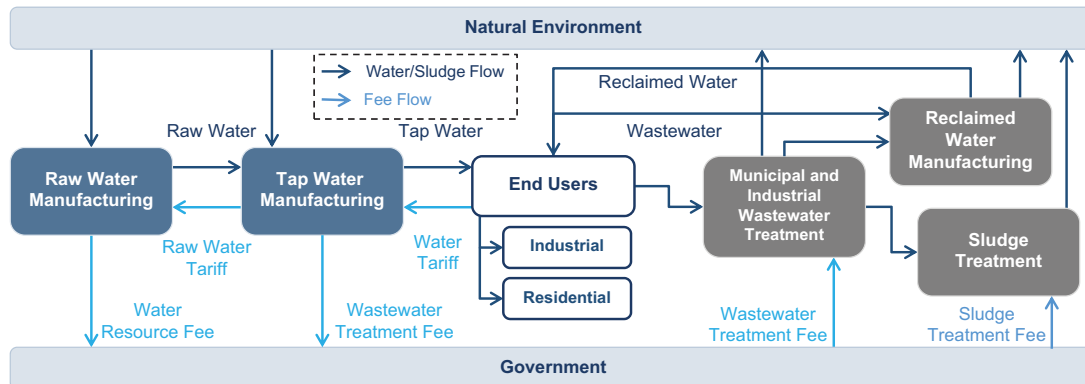 Natural Environment
Water/Sludge Flow
Fee Flow
Reclaimed Water
Raw Water
Tap Water
Wastewater
Reclaimed
Water
Manufacturing
Raw Water
Manufacturing
Tap Water
Manufacturing
End Users
Municipal and
Industrial
Wastewater
Treatment
Raw Water
Tariff
Water
Tariff
Industrial
Residential
Sludge
Treatment
Water
Resource Fee
Wastewater
Treatment Fee
Wastewater
Treatment Fee
Sludge
Treatment Fee
Government